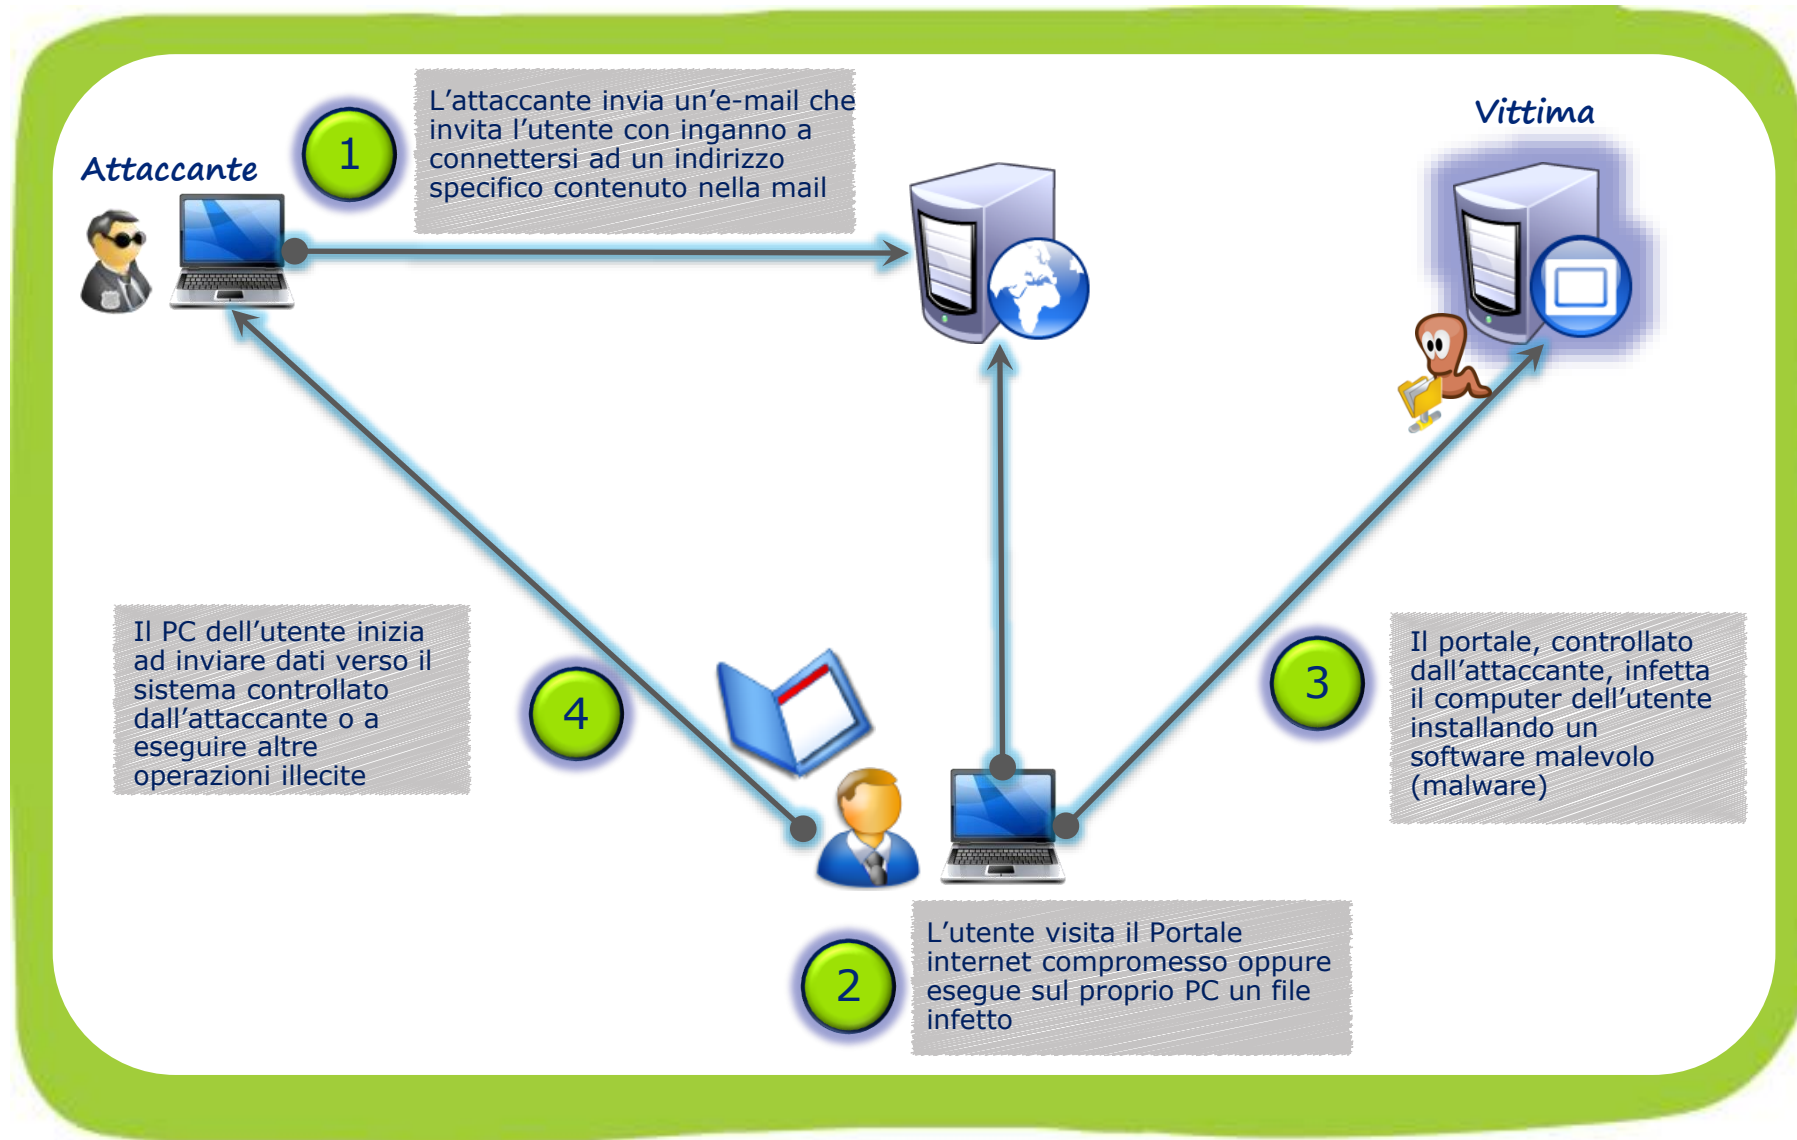 Attaccante
1
L’attaccante invia un’e-mail che
invita l’utente con inganno a
connettersi ad un indirizzo
specifico contenuto nella mail
Vittima
Il PC dell’utente inizia
ad inviare dati verso il
sistema controllato
dall’attaccante o a
eseguire altre
operazioni illecite
4
3
Il portale, controllato
dall’attaccante, infetta
il computer dell’utente
installando un
software malevolo
(malware)
2
L’utente visita il Portale
internet compromesso oppure
esegue sul proprio PC un file
infetto